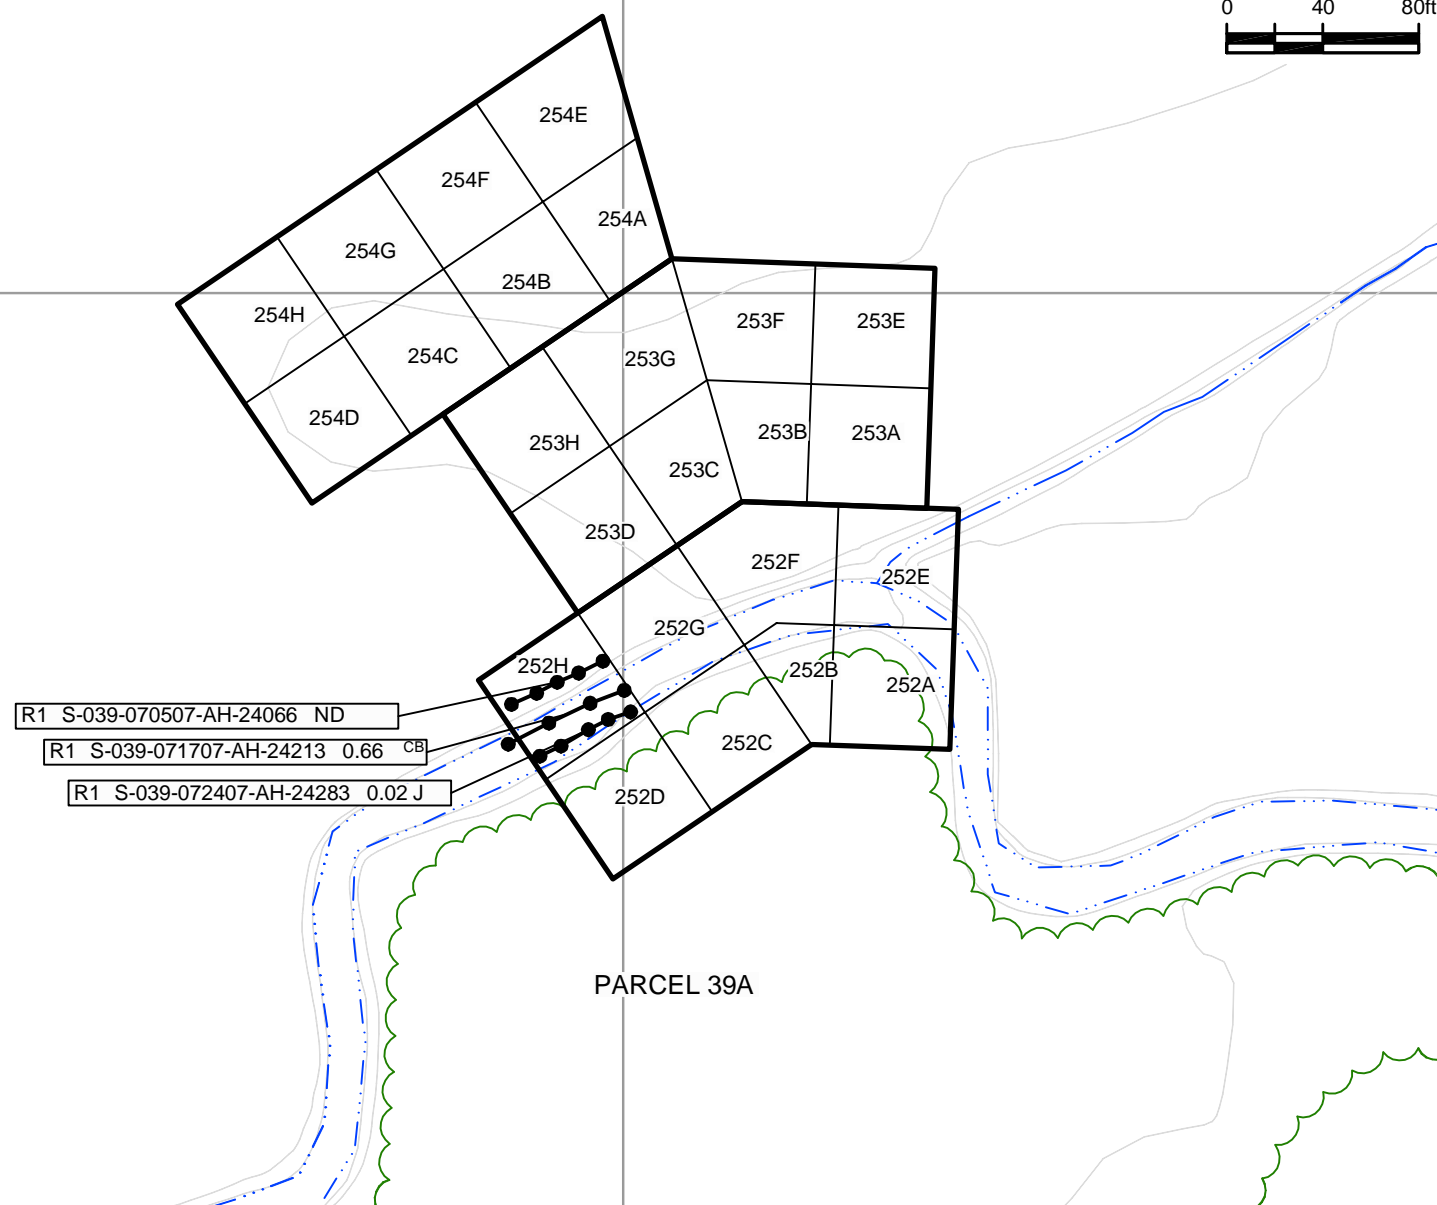 0 40 80ft
254E
254F
254A
254G
254B
254H
253F 253E
254C
253G
254D
253B 253A
253H
253C
253D
252F
252E
252G
252H
252B
252A
R1 S-039-070507-AH-24066 ND
252C
R1 S-039-071707-AH-24213 0.66 CB
R1 S-039-072407-AH-24283 0.02 J
252D
PARCEL 39A